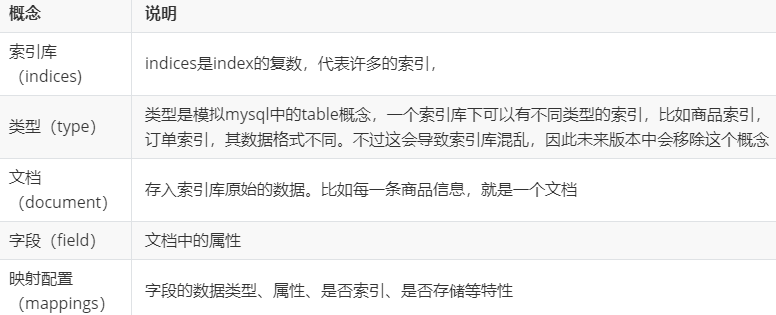 概念 说明
索引库
（indices）
indices是index的复数，代表许多的索引，
类型（type）
类型是模拟mysql中的table概念，一个索引库下可以有不同类型的索引，比如商品索引，
订单索引，其数据格式不同。不过这会导致索引库混乱，因此未来版本中会移除这个概念
文档
（document）
存入索引库原始的数据。比如每一条商品信息，就是一个文档
字段（field）
文档中的属性
映射配置
（mappings）
字段的数据类型、属性、是否索引、是否存储等特性